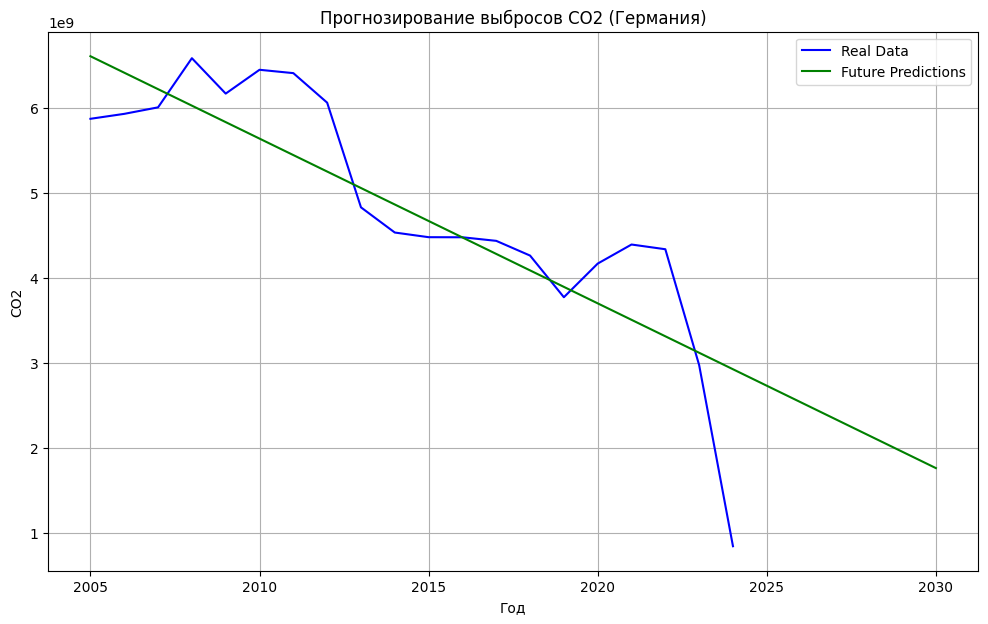 Прогнозирование выбросов CO2 (Германия)
1e9
Real Data
Future Predictions
6
5
4
3
2
1
CO2
2005 2010 2015 2020 2025 2030
Год